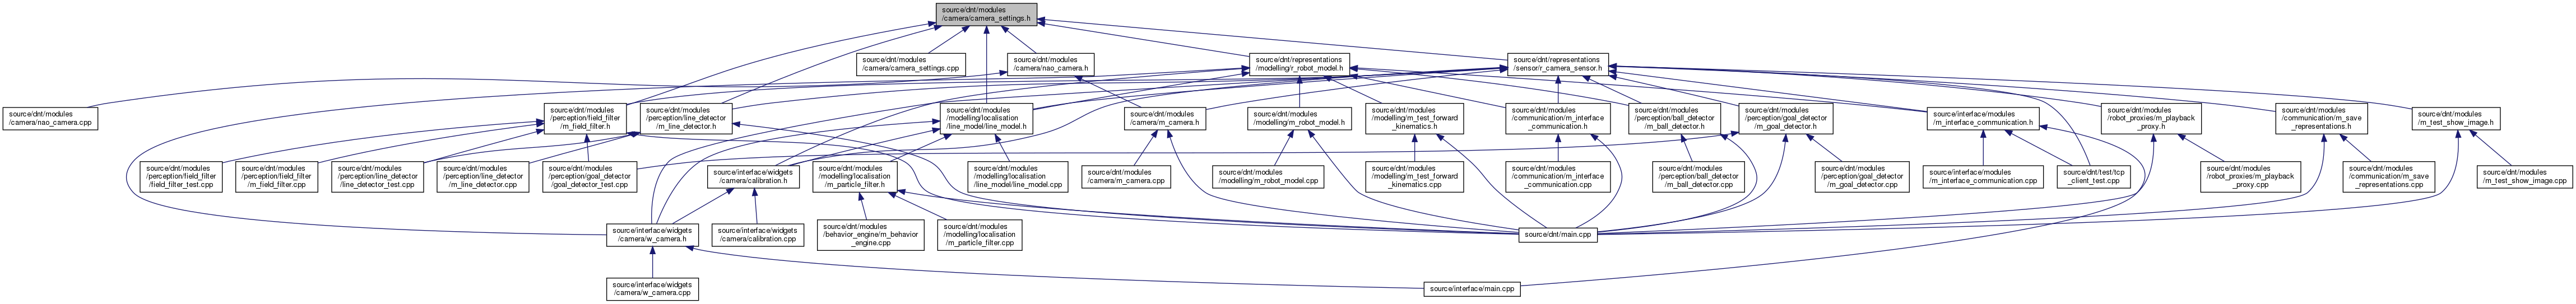 source/dnt/modules
/camera/camera_settings.h
source/dnt/modules
/camera/camera_settings.cpp
source/dnt/modules
/camera/nao_camera.h
source/dnt/representations
/modelling/r_robot_model.h
source/dnt/representations
/sensor/r_camera_sensor.h
source/dnt/modules
/camera/nao_camera.cpp
source/dnt/modules
/perception/field_filter
/m_field_filter.h
source/dnt/modules
/perception/line_detector
/m_line_detector.h
source/dnt/modules
/modelling/localisation
/line_model/line_model.h
source/dnt/modules
/camera/m_camera.h
source/dnt/modules
/modelling/m_robot_model.h
source/dnt/modules
/modelling/m_test_forward
_kinematics.h
source/dnt/modules
/communication/m_interface
_communication.h
source/dnt/modules
/perception/ball_detector
/m_ball_detector.h
source/dnt/modules
/perception/goal_detector
/m_goal_detector.h
source/interface/modules
/m_interface_communication.h
source/dnt/modules
/robot_proxies/m_playback
_proxy.h
source/dnt/modules
/communication/m_save
_representations.h
source/dnt/modules
/m_test_show_image.h
source/dnt/modules
/perception/field_filter
/field_filter_test.cpp
source/dnt/modules
/perception/field_filter
/m_field_filter.cpp
source/dnt/modules
/perception/line_detector
/line_detector_test.cpp
source/dnt/modules
/perception/line_detector
/m_line_detector.cpp
source/dnt/modules
/perception/goal_detector
/goal_detector_test.cpp
source/interface/widgets
/camera/calibration.h
source/dnt/modules
/modelling/localisation
/m_particle_filter.h
source/dnt/modules
/modelling/localisation
/line_model/line_model.cpp
source/dnt/modules
/camera/m_camera.cpp
source/dnt/modules
/modelling/m_robot_model.cpp
source/dnt/modules
/modelling/m_test_forward
_kinematics.cpp
source/dnt/modules
/communication/m_interface
_communication.cpp
source/dnt/modules
/perception/ball_detector
/m_ball_detector.cpp
source/dnt/modules
/perception/goal_detector
/m_goal_detector.cpp
source/interface/modules
/m_interface_communication.cpp
source/dnt/test/tcp
_client_test.cpp
source/dnt/modules
/robot_proxies/m_playback
_proxy.cpp
source/dnt/modules
/communication/m_save
_representations.cpp
source/dnt/modules
/m_test_show_image.cpp
source/interface/widgets
/camera/w_camera.h
source/interface/widgets
/camera/calibration.cpp
source/dnt/modules
/behavior_engine/m_behavior
_engine.cpp
source/dnt/modules
/modelling/localisation
/m_particle_filter.cpp
source/dnt/main.cpp
source/interface/widgets
/camera/w_camera.cpp
source/interface/main.cpp